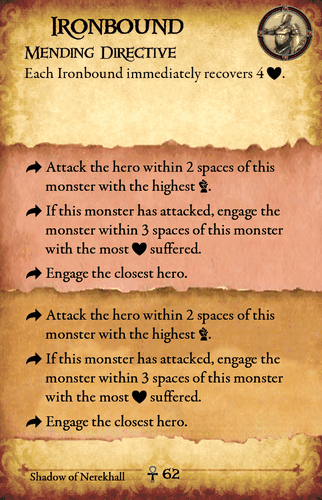 Ironbound
Mending Directive
Each Ironbound immediately recovers 4 ♥.
Attack the hero within 2 spaces of this
monster with the highest .
If this monster has attacked, engage the
monster within 3 spaces of this monster
with the most ♥ suffered.
Engage the closest hero.
Attack the hero within 2 spaces of this
monster with the highest .
If this monster has attacked, engage the
monster within 3 spaces of this monster
with the most ♥ suffered.
Engage the closest hero.
Shadow of Nerekhall ☥ 62